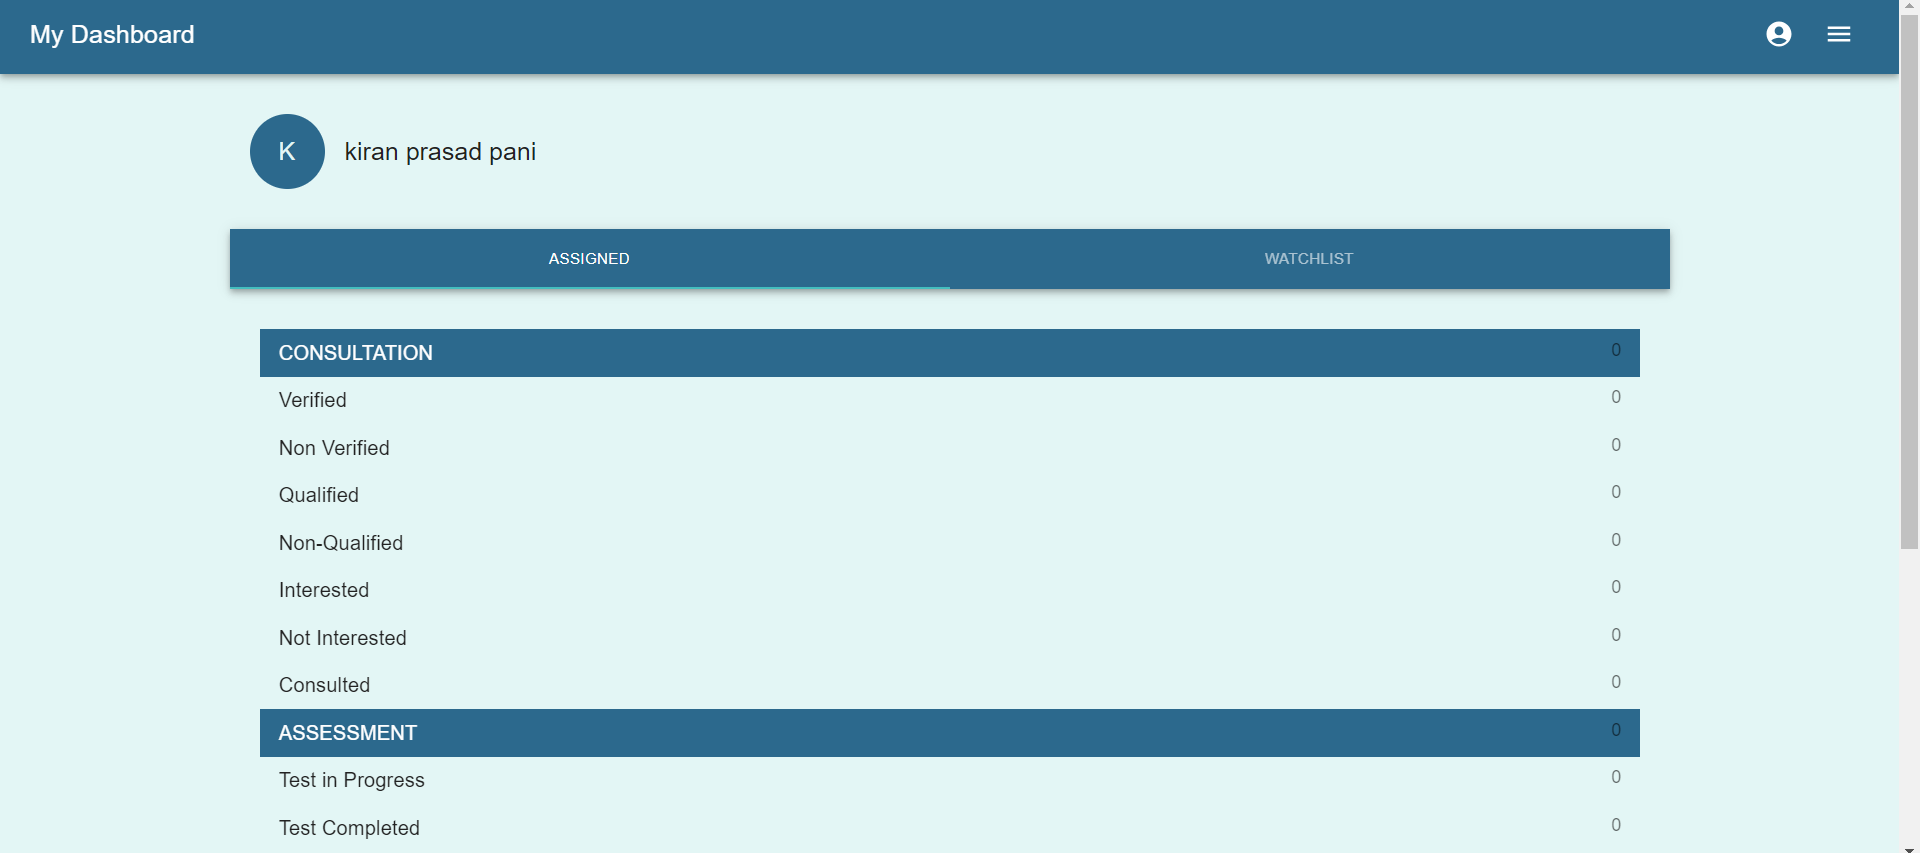 My Dashboard
K
kiran prasad pani
ASSIGNED WATCHLIST
CONSULTATION 0
Verified 0
Non Verified 0
Qualified 0
Non-Qualified 0
Interested 0
Not Interested 0
Consulted 0
ASSESSMENT 0
Test in Progress 0
Test Completed 0